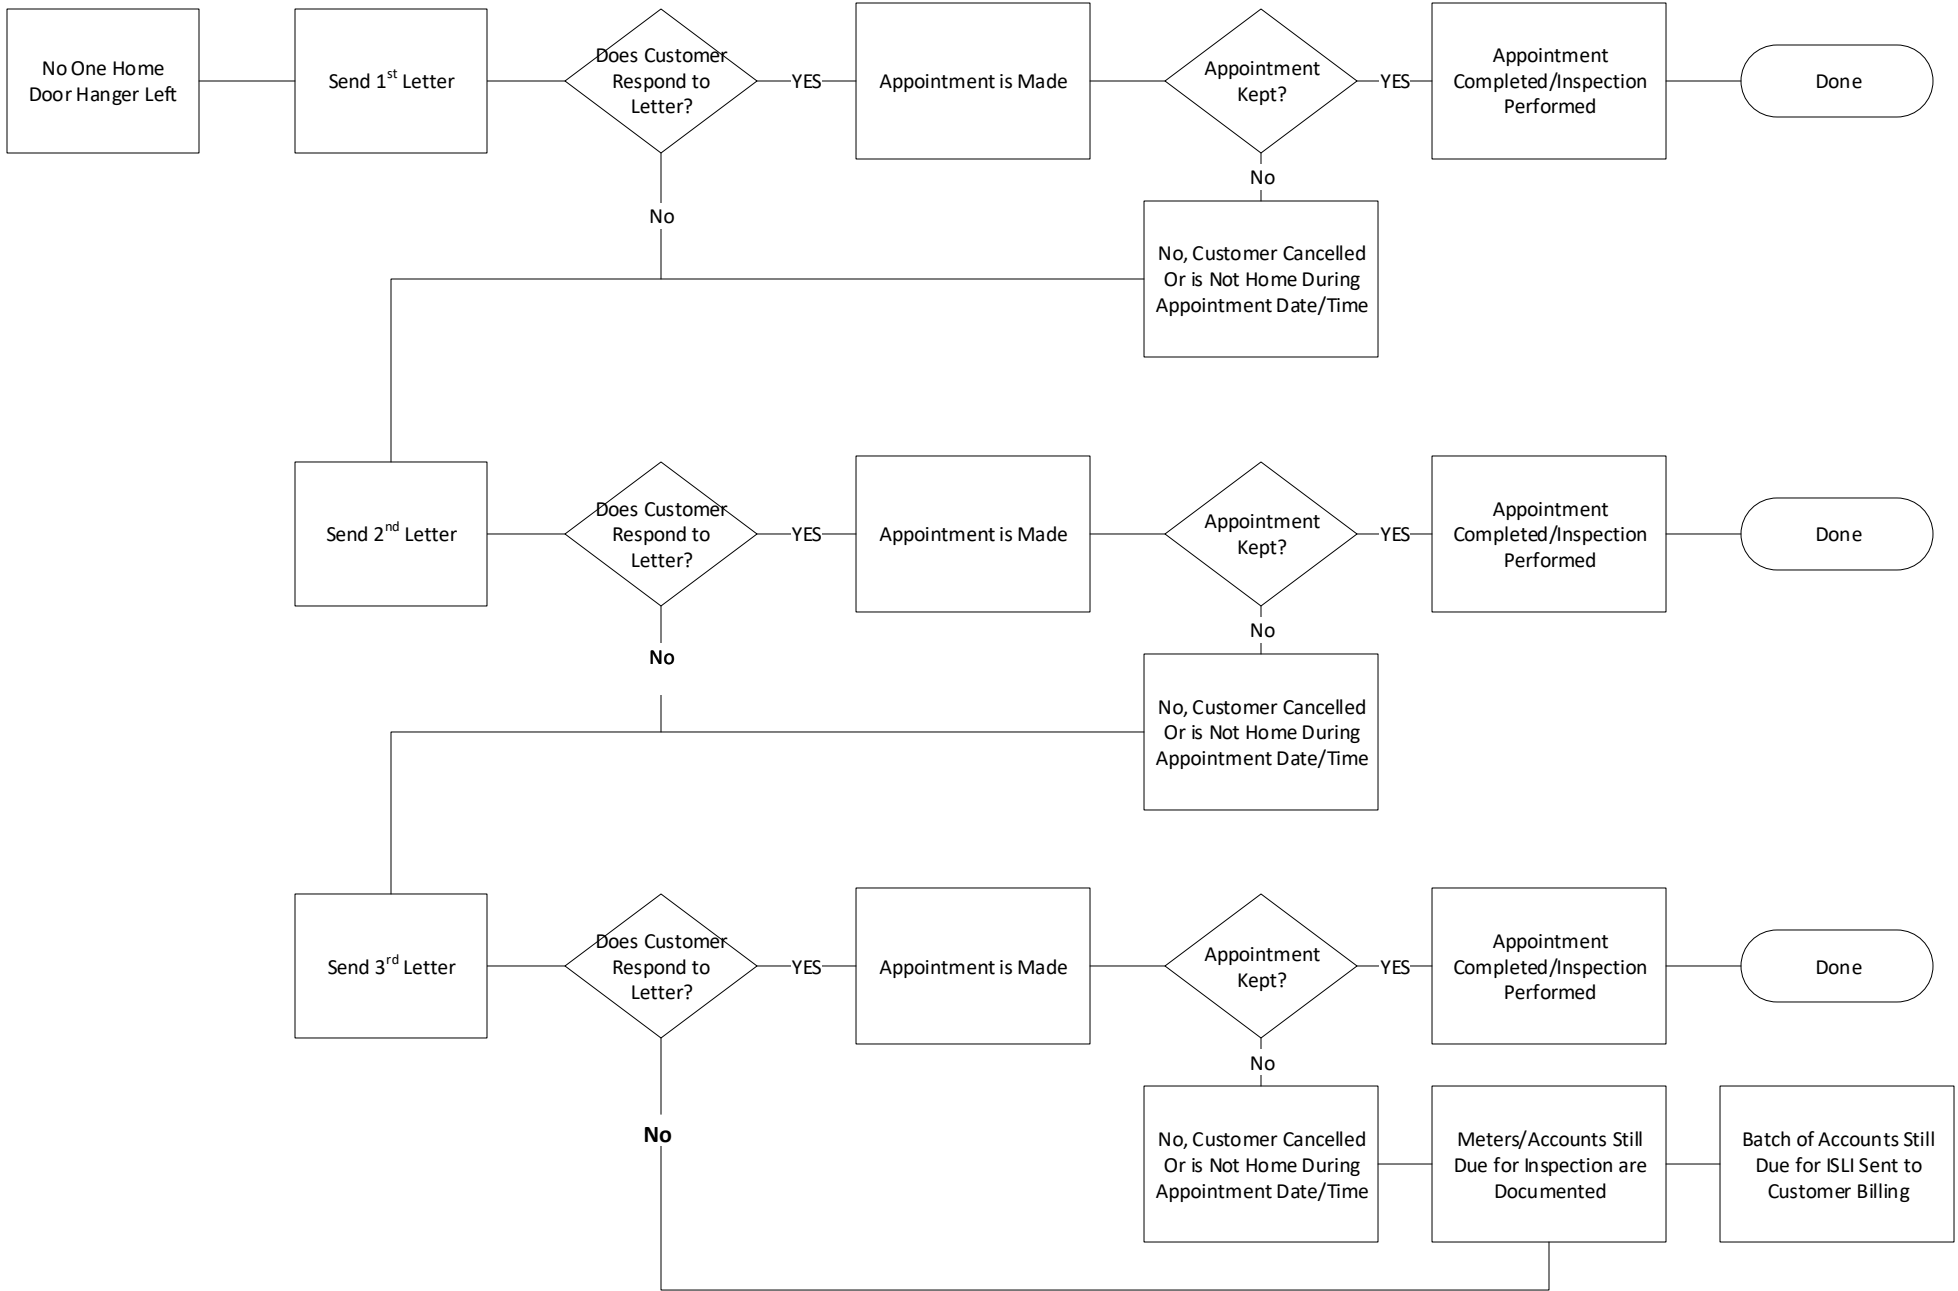 No One Home
Door Hanger Left
Send 1st Letter
Does Customer
Respond to
Letter?
YES
Appointment is Made
Appointment
Kept?
YES
Appointment
Completed/Inspection
Performed
Done
No
No
No, Customer Cancelled
Or is Not Home During
Appointment Date/Time
Send 2nd Letter
Does Customer
Respond to
Letter?
YES
Appointment is Made
Appointment
Kept?
YES
Appointment
Completed/Inspection
Performed
Done
No
No
No, Customer Cancelled
Or is Not Home During
Appointment Date/Time
Send 3rd Letter
Does Customer
Respond to
Letter?
YES
Appointment is Made
Appointment
Kept?
YES
Appointment
Completed/Inspection
Performed
Done
No
No
No, Customer Cancelled
Or is Not Home During
Appointment Date/Time
Meters/Accounts Still
Due for Inspection are
Documented
Batch of Accounts Still
Due for ISLI Sent to
Customer Billing